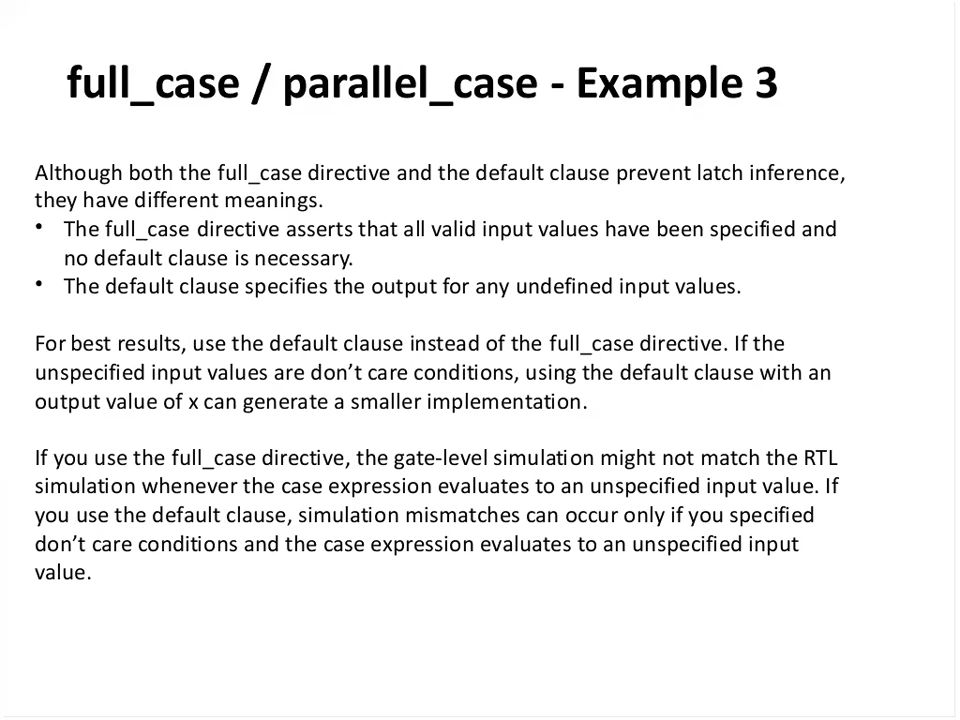 full_case / parallel_case - Example 3
Although both the full_case directive and the default clause prevent latch inference,
they have different meanings.
• The full_case directive asserts that all valid input values have been specified and
no default clause is necessary.
• The default clause specifies the output for any undefined input values.
For best results, use the default clause instead of the full_case directive. If the
unspecified input values are don’t care conditions, using the default clause with an
output value of x can generate a smaller implementation.
If you use the full_case directive, the gate-level simulation might not match the RTL
simulation whenever the case expression evaluates to an unspecified input value. If
you use the default clause, simulation mismatches can occur only if you specified
don’t care conditions and the case expression evaluates to an unspecified input
value.